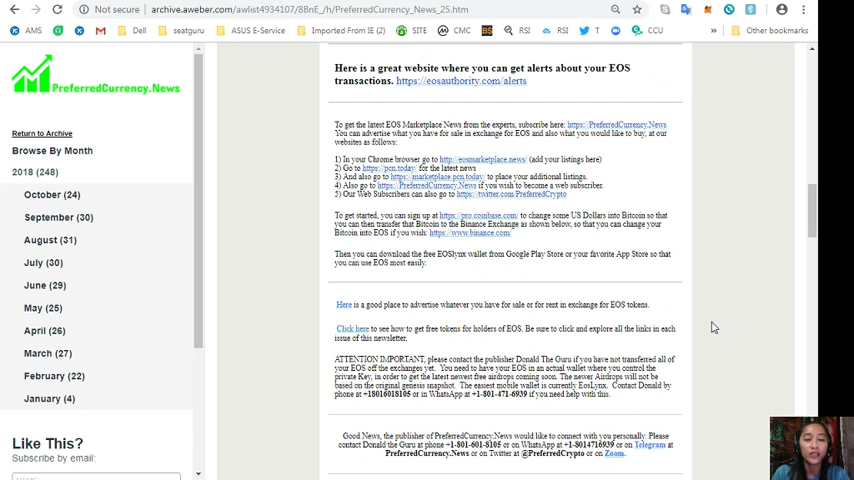 Not secure | archive.aweber.com/awlist4934107/88nE_/h/PreferredCurrency_News_25.htm
AMS Dell seatguru ASUS E-Service Imported From IE (2) SITE CMC RSI RSI T CCU » Other bookmarks
PreferredCurrency.News
Return to Archive
Browse By Month
2018 (248)
October (24)
September (30)
August (31)
July (30)
June (29)
May (25)
April (26)
March (27)
February (22)
January (4)
Like This?
Subscribe by email:
Here is a great website where you can get alerts about your EOS
transactions. https://eosauthority.com/alerts
To get the latest EOS Marketplace News from the experts, subscribe here: https://PreferredCurrency.News
You can advertise what you have for sale in exchange for EOS and also what you would like to buy, at our
websites as follows:
1) In your Chrome browser go to http://eosmarketplace.news/ (add your listings here)
2) Go to https://pcn.today/ for the latest news
3) And also go to https://marketplace.pcn.today/ to place your additional listings.
4) Also go to https://PreferredCurrency.News if you wish to become a web subscriber.
5) Our Web Subscribers can also go to https://twitter.com/PreferredCrypto
To get started, you can sign up at https://pro.coinbase.com/ to change some US Dollars into Bitcoin so that
you can then transfer that Bitcoin to the Binance Exchange as shown below, so that you can change your
Bitcoin into EOS if you wish: https://www.binance.com/
Then you can download the free EOSlynx wallet from Google Play Store or your favorite App Store so that
you can use EOS most easily.
Here is a good place to advertise whatever you have for sale or for rent in exchange for EOS tokens.
Click here to see how to get free tokens for holders of EOS. Be sure to click and explore all the links in each
issue of this newsletter.
ATTENTION IMPORTANT, please contact the publisher Donald The Guru if you have not transferred all of
your EOS off the exchanges yet. You need to have your EOS in an actual wallet where you control the
private Key, in order to get the latest newest free airdrops coming soon. The newer Airdrops will not be
based on the original genesis snapshot. The easiest mobile wallet is currently EosLynx. Contact Donald by
phone at +18016018105 or in WhatsApp at +1-801-471-6939 if you need help with this.
Good News, the publisher of PreferredCurrency.News would like to connect with you personally. Please
contact Donald the Guru at phone +1-801-601-8105 or on WhatsApp at +1-8014716939 or on Telegram at
PreferredCurrency.News or on Twitter at @PreferredCrypto or on Zoom.